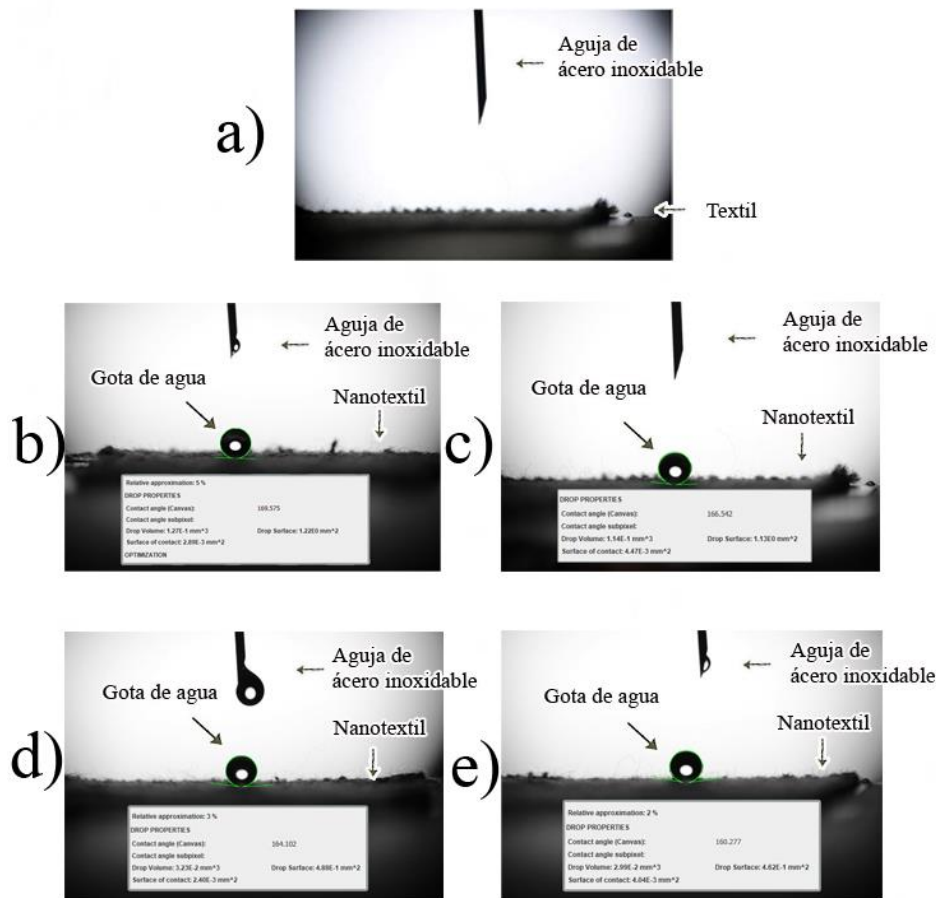 a)
Aguja de
ácero inoxidable
Textil
b)
Gota de agua
Aguja de
ácero inoxidable
Nanotextil
Relative approximation: 5 %
DROP PROPERTIES
Contact angle (Canvas): 169.575
Contact angle subpixel:
Drop Volume: 1.27E-1 mm^3 Drop Surface: 1.22E0 mm^2
Surface of contact: 2.89E-3 mm^2
OPTIMIZATION
c)
Gota de agua
Aguja de
ácero inoxidable
Nanotextil
DROP PROPERTIES
Contact angle (Canvas): 166.542
Contact angle subpixel:
Drop Volume: 1.14E-1 mm^3 Drop Surface: 1.13E0 mm^2
Surface of contact: 4.47E-3 mm^2
d)
Gota de agua
Aguja de
ácero inoxidable
Nanotextil
Relative approximation: 3 %
DROP PROPERTIES
Contact angle (Canvas): 164.102
Contact angle subpixel:
Drop Volume: 3.23E-2 mm^3 Drop Surface: 4.88E-1 mm^2
Surface of contact: 2.40E-3 mm^2
e)
Gota de agua
Aguja de
ácero inoxidable
Nanotextil
Relative approximation: 2 %
DROP PROPERTIES
Contact angle (Canvas): 160.277
Contact angle subpixel:
Drop Volume: 2.99E-2 mm^3 Drop Surface: 4.62E-1 mm^2
Surface of contact: 4.04E-3 mm^2